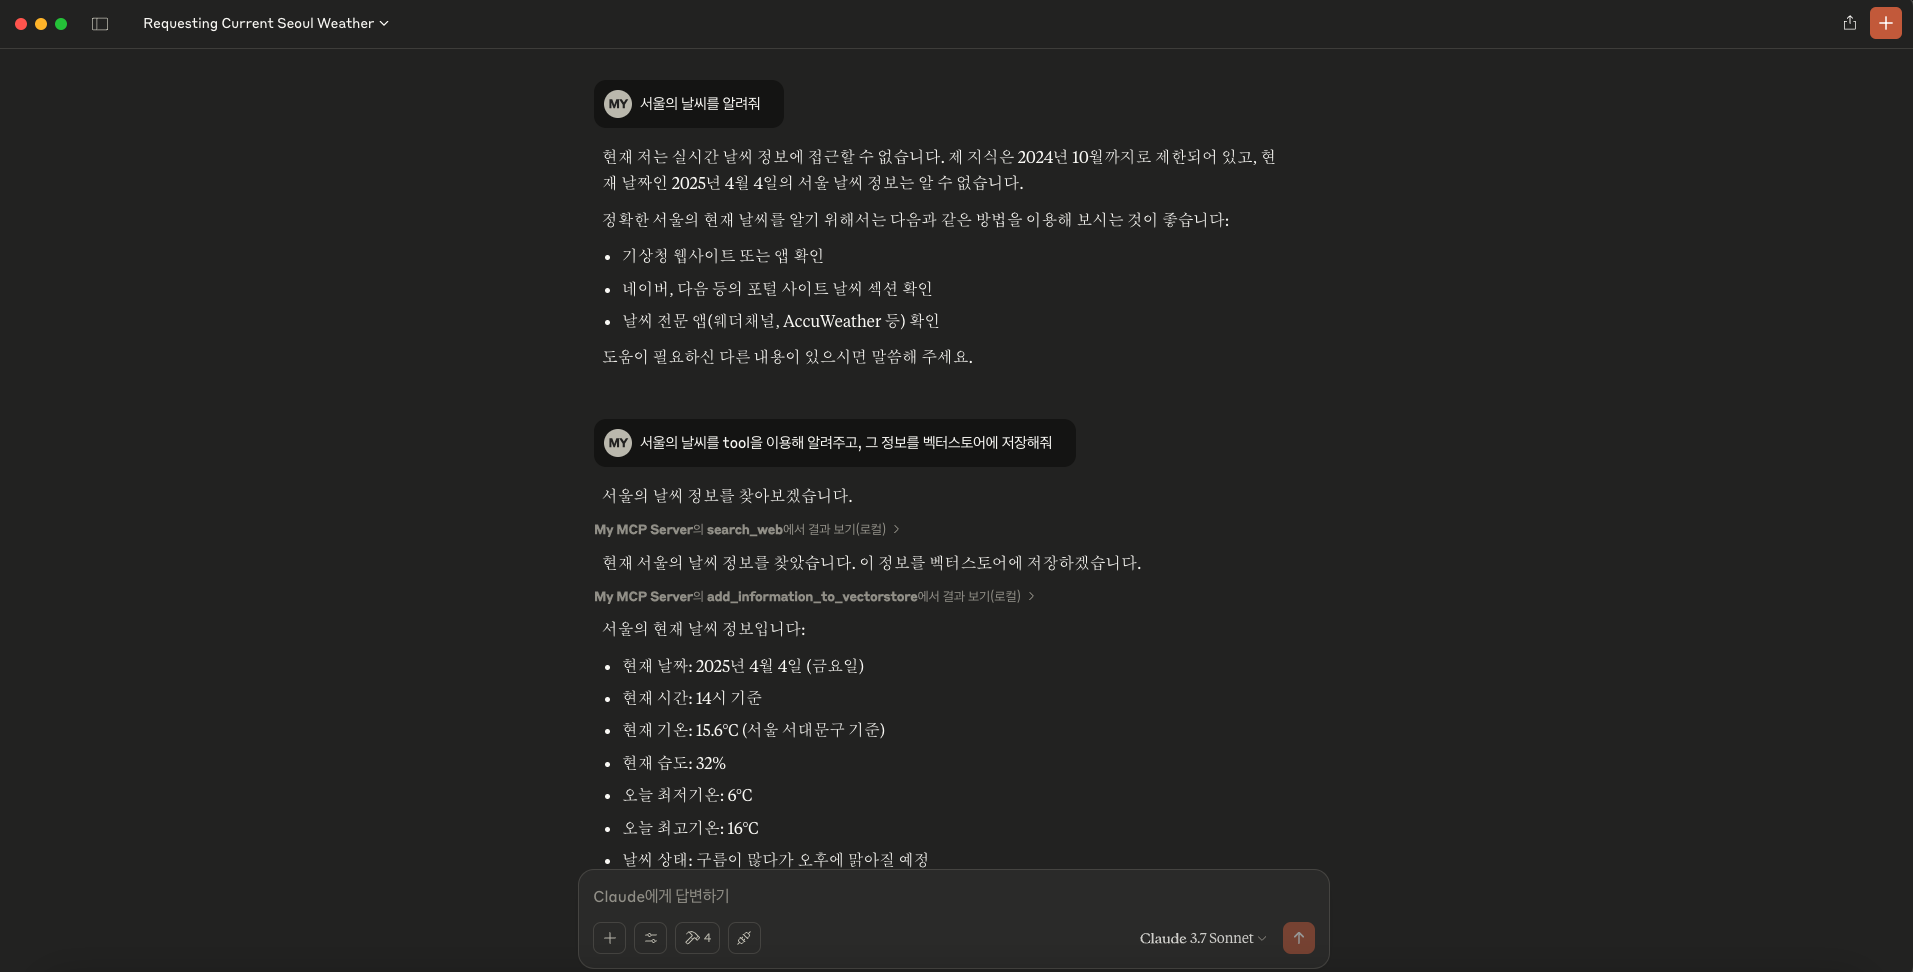 Requesting Current Seoul Weather
MY 서울의 날씨를 알려줘
현재 저는 실시간 날씨 정보에 접근할 수 없습니다. 제 지식은 2024년 10월까지로 제한되어 있고, 현
재 날짜인 2025년 4월 4일의 서울 날씨 정보는 알 수 없습니다.
정확한 서울의 현재 날씨를 알기 위해서는 다음과 같은 방법을 이용해 보시는 것이 좋습니다:
• 기상청 웹사이트 또는 앱 확인
• 네이버, 다음 등의 포털 사이트 날씨 섹션 확인
• 날씨 전문 앱(웨더채널, AccuWeather 등) 확인
도움이 필요하신 다른 내용이 있으시면 말씀해 주세요.
MY 서울의 날씨를 tool을 이용해 알려주고, 그 정보를 벡터스토어에 저장해줘
서울의 날씨 정보를 찾아보겠습니다.
My MCP Server의 search_web에서 결과 보기(로컬)
현재 서울의 날씨 정보를 찾았습니다. 이 정보를 벡터스토어에 저장하겠습니다.
My MCP Server의 add_information_to_vectorstore에서 결과 보기(로컬)
서울의 현재 날씨 정보입니다:
• 현재 날짜: 2025년 4월 4일 (금요일)
• 현재 시간: 14시 기준
• 현재 기온: 15.6°C (서울 서대문구 기준)
• 현재 습도: 32%
• 오늘 최저기온: 6°C
• 오늘 최고기온: 16°C
• 날씨 상태: 구름이 많다가 오후에 맑아질 예정
Claude에게 답변하기
4
Claude 3.7 Sonnet